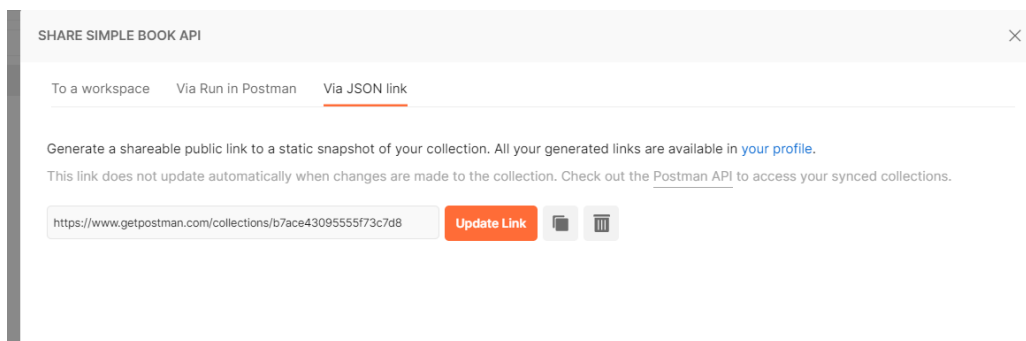 SHARE SIMPLE BOOK API
To a workspace Via Run in Postman Via JSON link
Generate a shareable public link to a static snapshot of your collection. All your generated links are available in your profile.
This link does not update automatically when changes are made to the collection. Check out the Postman API to access your synced collections.
https://www.getpostman.com/collections/b7ace43095555f73c7d8 Update Link